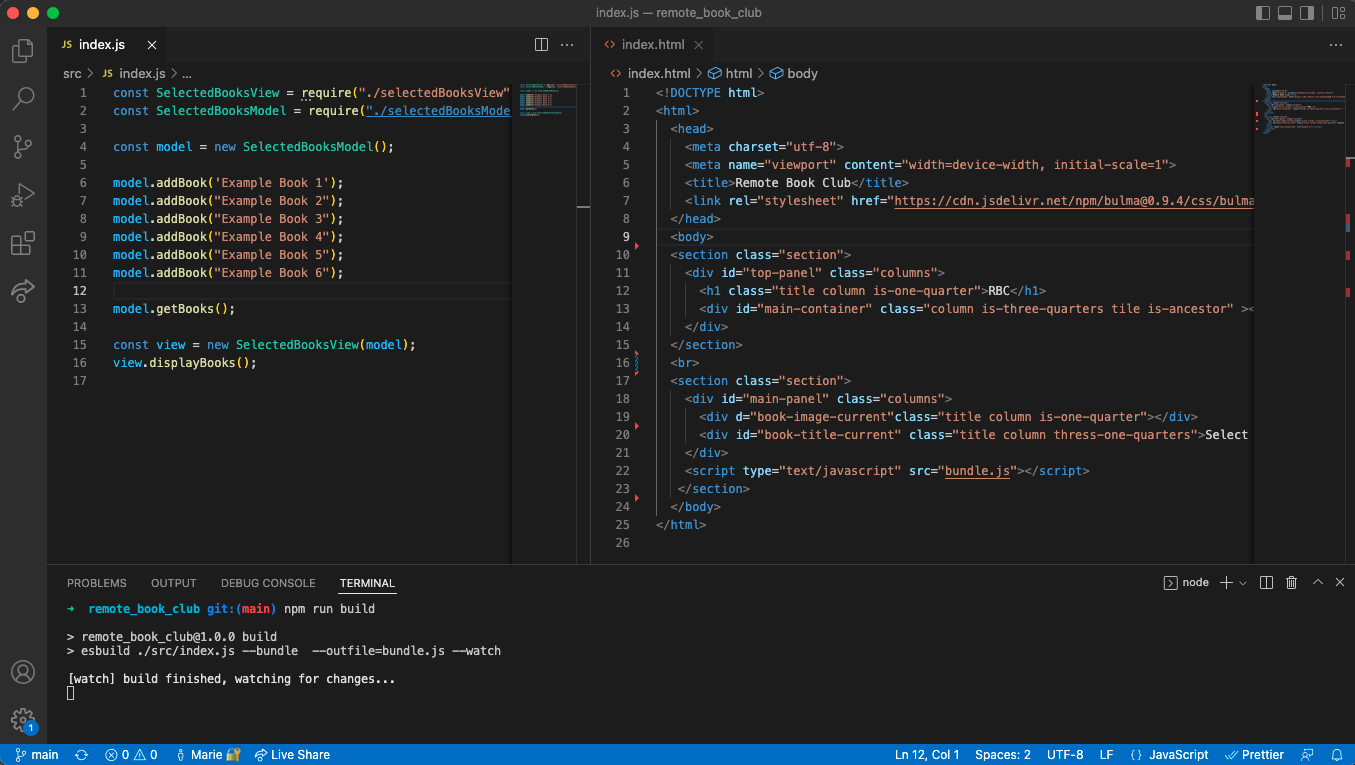 index.js — remote_book_club
JS index.js
src > JS index.js > ...
1 const SelectedBooksView = require("./selectedBooksView"
2 const SelectedBooksModel = require("./selectedBooksMode
3
4 const model = new SelectedBooksModel();
5
6 model.addBook('Example Book 1');
7 model.addBook("Example Book 2");
8 model.addBook("Example Book 3");
9 model.addBook("Example Book 4");
10 model.addBook("Example Book 5");
11 model.addBook("Example Book 6");
12
13 model.getBooks();
14
15 const view = new SelectedBooksView(model);
16 view.displayBooks();
17
index.html
index.html > html > body
1 <!DOCTYPE html>
2 <html>
3 <head>
4 <meta charset="utf-8">
5 <meta name="viewport" content="width=device-width, initial-scale=1">
6 <title>Remote Book Club</title>
7 <link rel="stylesheet" href="https://cdn.jsdelivr.net/npm/bulma@0.9.4/css/bulma
8 </head>
9 <body>
10 <section class="section">
11 <div id="top-panel" class="columns">
12 <h1 class="title column is-one-quarter">RBC</h1>
13 <div id="main-container" class="column is-three-quarters tile is-ancestor" ><
14 </div>
15 </section>
16 <br>
17 <section class="section">
18 <div id="main-panel" class="columns">
19 <div d="book-image-current"class="title column is-one-quarter"></div>
20 <div id="book-title-current" class="title column thress-one-quarters">Select
21 </div>
22 <script type="text/javascript" src="bundle.js"></script>
23 </section>
24 </body>
25 </html>
26
PROBLEMS OUTPUT DEBUG CONSOLE TERMINAL node
➜ remote_book_club git:(main) npm run build
> remote_book_club@1.0.0 build
> esbuild ./src/index.js --bundle --outfile=bundle.js --watch
[watch] build finished, watching for changes...
1
main 0 0 Marie Live Share Ln 12, Col 1 Spaces: 2 UTF-8 LF {} JavaScript Prettier